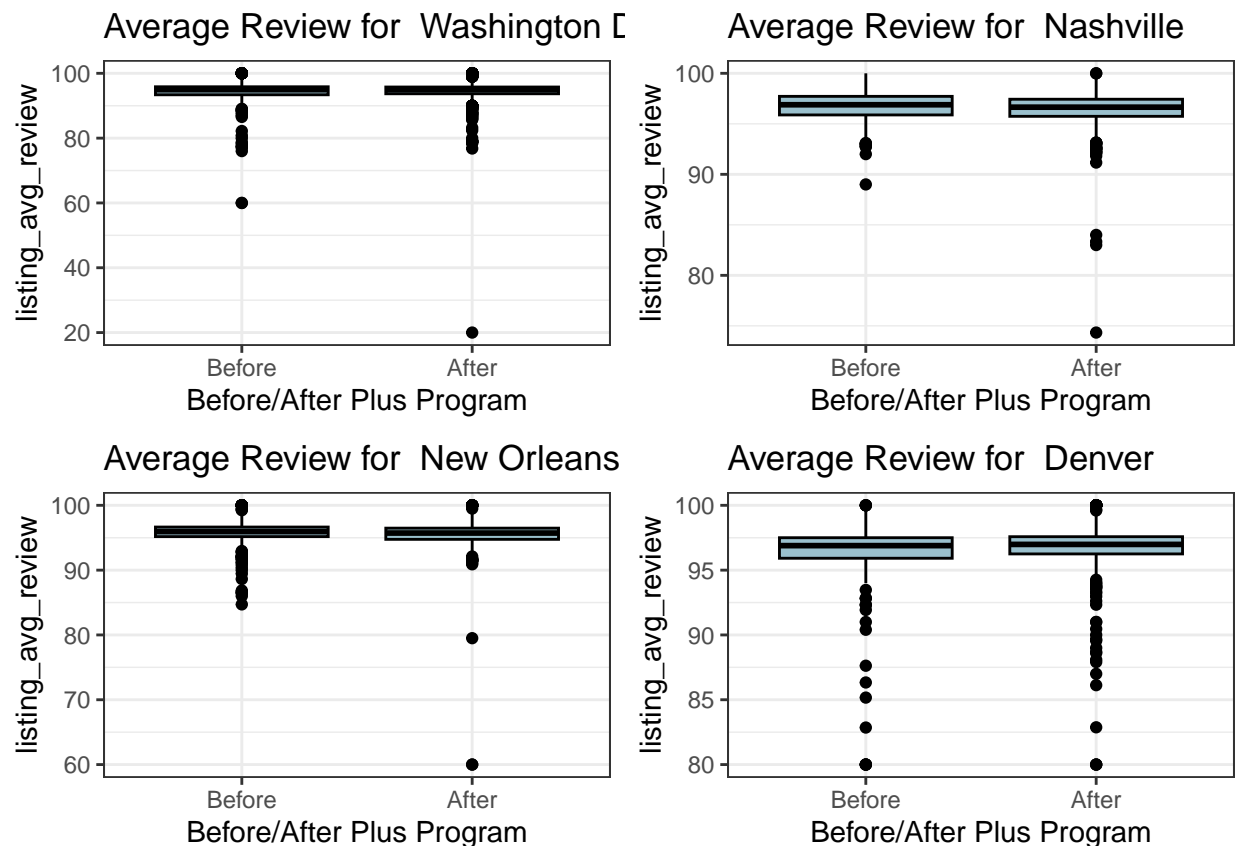 Average Review for  Washington D
listing_avg_review
100
80
60
40
20
Before
After
Before/After Plus Program
Average Review for  Nashville
listing_avg_review
100
90
80
Before
After
Before/After Plus Program
Average Review for  New Orleans
listing_avg_review
100
90
80
70
60
Before
After
Before/After Plus Program
Average Review for  Denver
listing_avg_review
100
95
90
85
80
Before
After
Before/After Plus Program